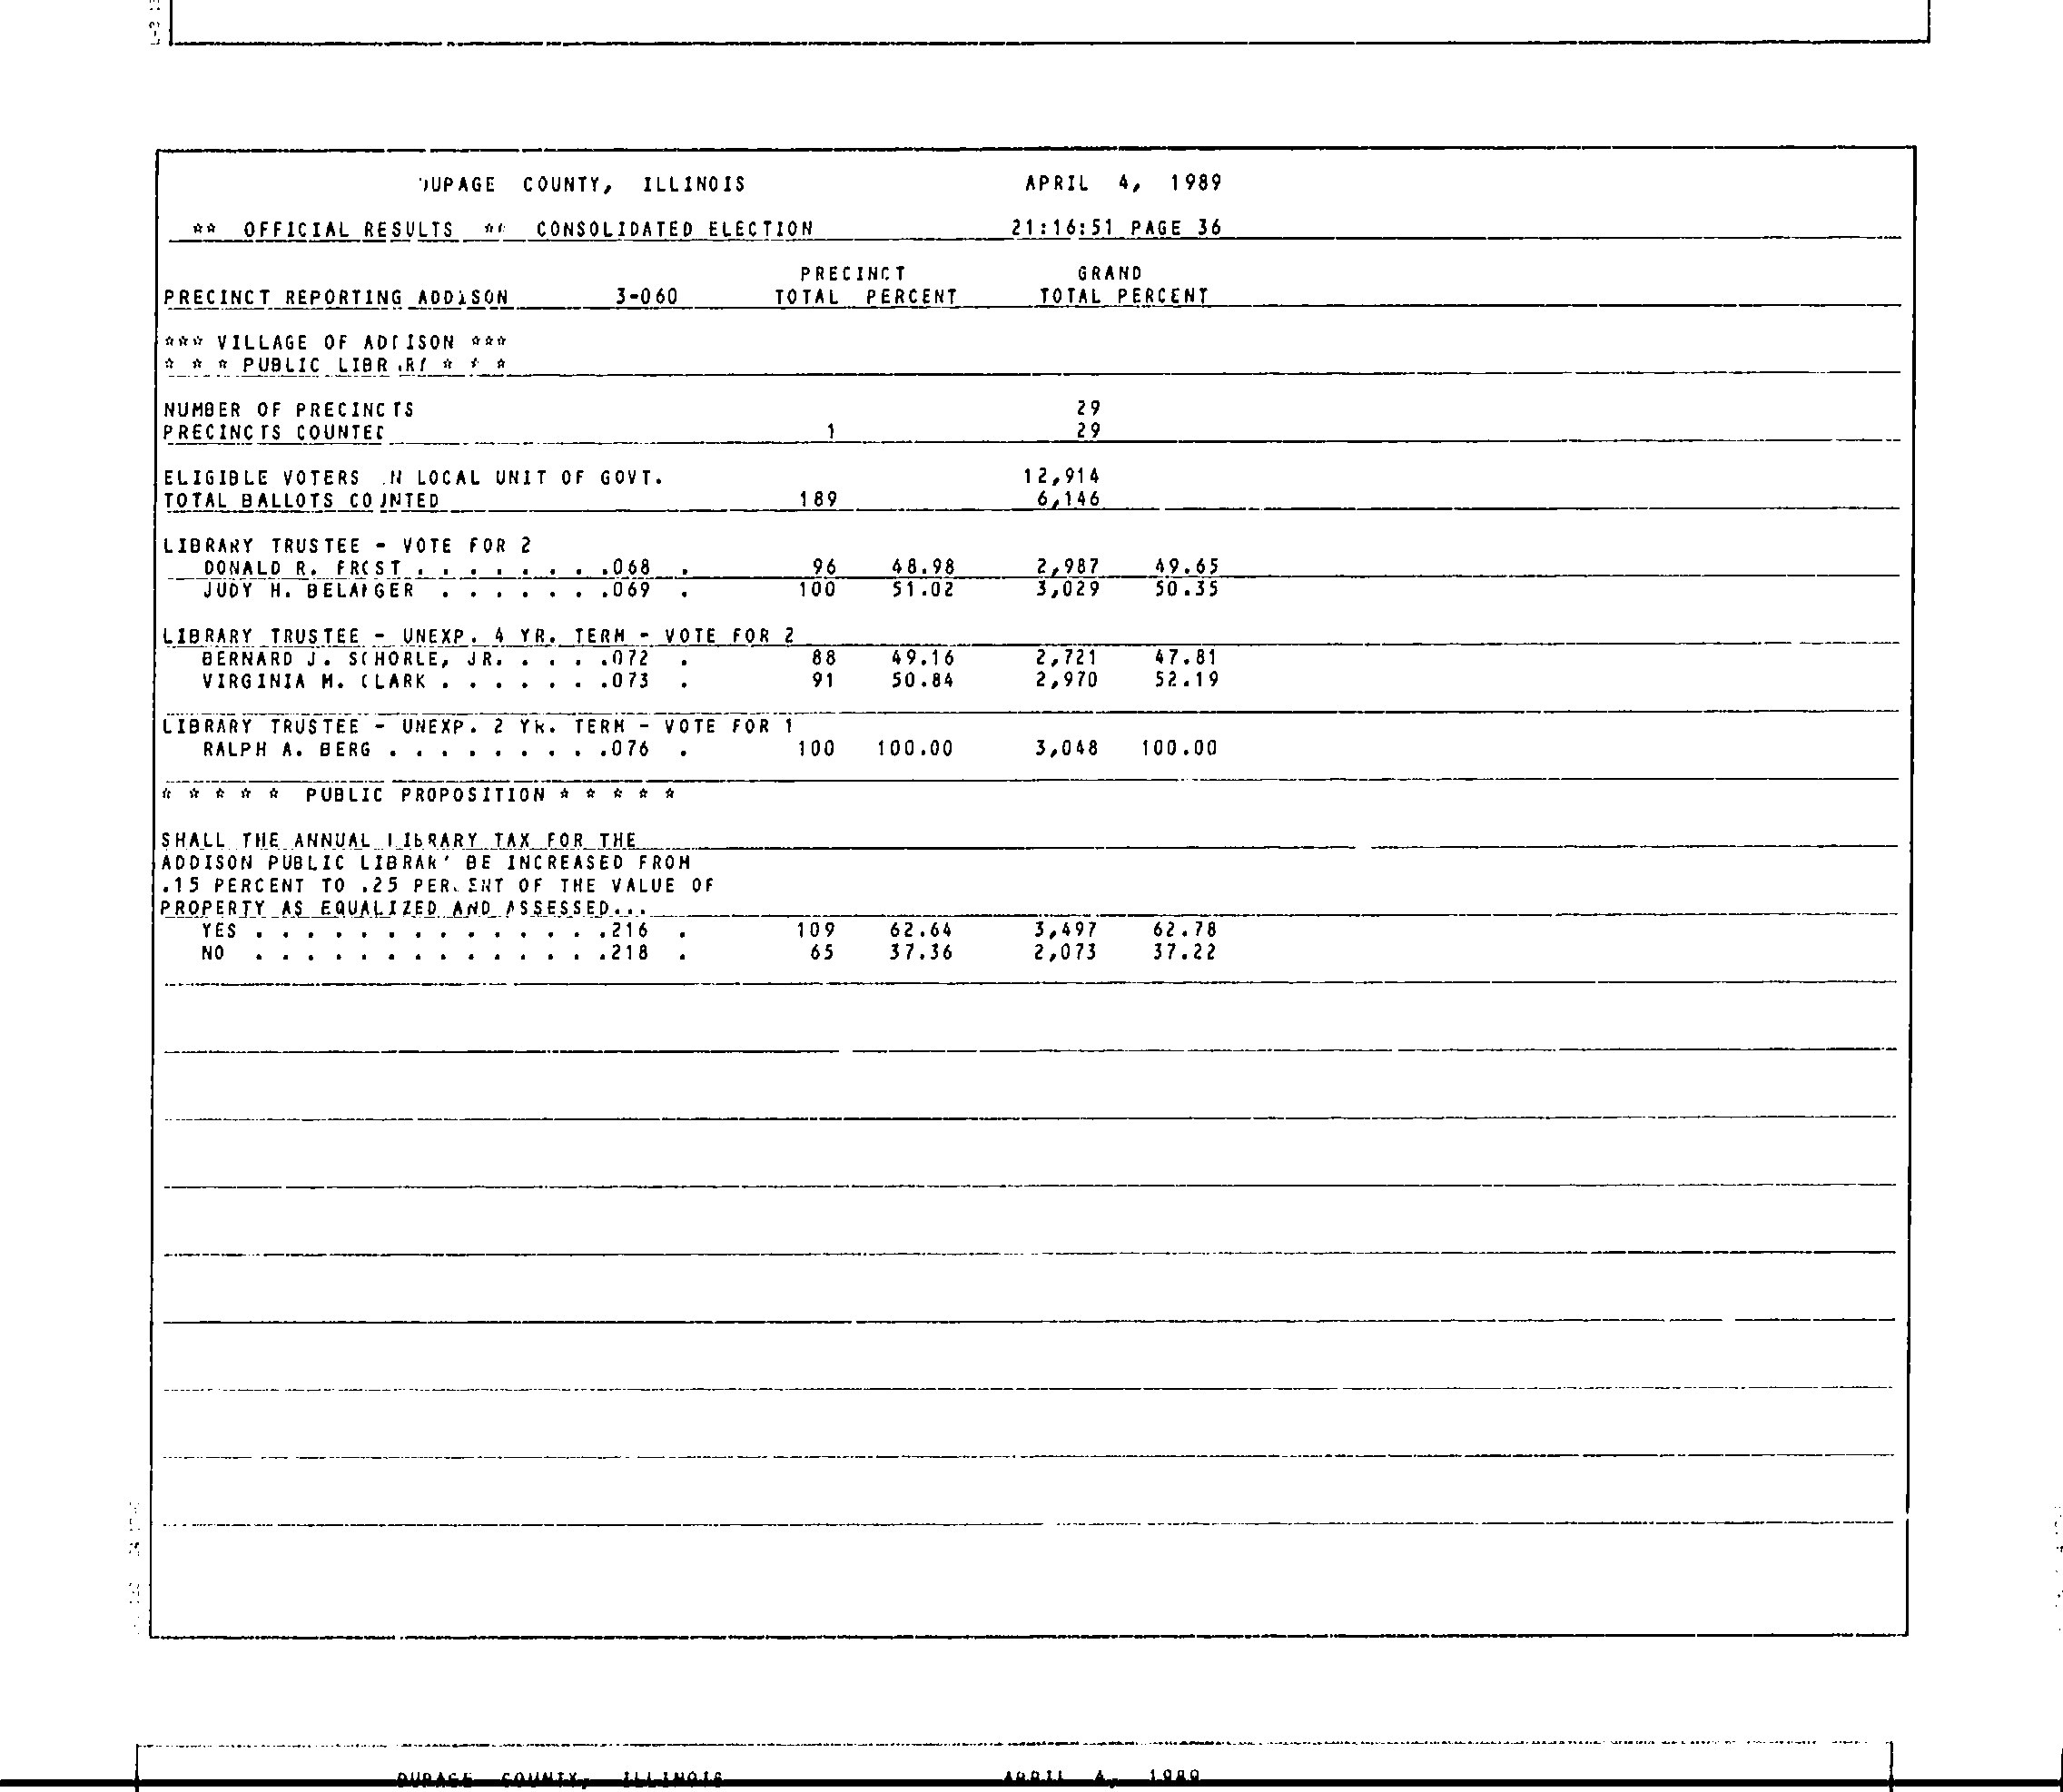 DUPAGE COUNTY, ILLINOIS APRIL 4, 1989
** OFFICIAL RESULTS ** CONSOLIDATED ELECTION 21:16:51 PAGE 36
PRECINCT GRAND
PRECINCT REPORTING ADDISON 3-060 TOTAL PERCENT TOTAL PERCENT
*** VILLAGE OF ADDISON ***
* * * PUBLIC LIBRARY * * *
NUMBER OF PRECINCTS 29
PRECINCTS COUNTED 1 29
ELIGIBLE VOTERS IN LOCAL UNIT OF GOVT. 12,914
TOTAL BALLOTS COUNTED 189 6,146
LIBRARY TRUSTEE - VOTE FOR 2
DONALD R. FROST . . . . . . . .068 . 96 48.98 2,987 49.65
JUDY H. BELANGER . . . . . . .069 . 100 51.02 3,029 50.35
LIBRARY TRUSTEE - UNEXP. 4 YR. TERM - VOTE FOR 2
BERNARD J. SCHORLE, JR. . . . .072 . 88 49.16 2,721 47.81
VIRGINIA M. CLARK . . . . . . .073 . 91 50.84 2,970 52.19
LIBRARY TRUSTEE - UNEXP. 2 YR. TERM - VOTE FOR 1
RALPH A. BERG . . . . . . . . .076 . 100 100.00 3,048 100.00
* * * * * PUBLIC PROPOSITION * * * * *
SHALL THE ANNUAL LIBRARY TAX FOR THE
ADDISON PUBLIC LIBRARY BE INCREASED FROM
.15 PERCENT TO .25 PERCENT OF THE VALUE OF
PROPERTY AS EQUALIZED AND ASSESSED...
YES . . . . . . . . . . . . . .216 . 109 62.64 3,497 62.78
NO . . . . . . . . . . . . . .218 . 65 37.36 2,073 37.22
DUPAGE COUNTY, ILLINOIS APRIL 4, 1989